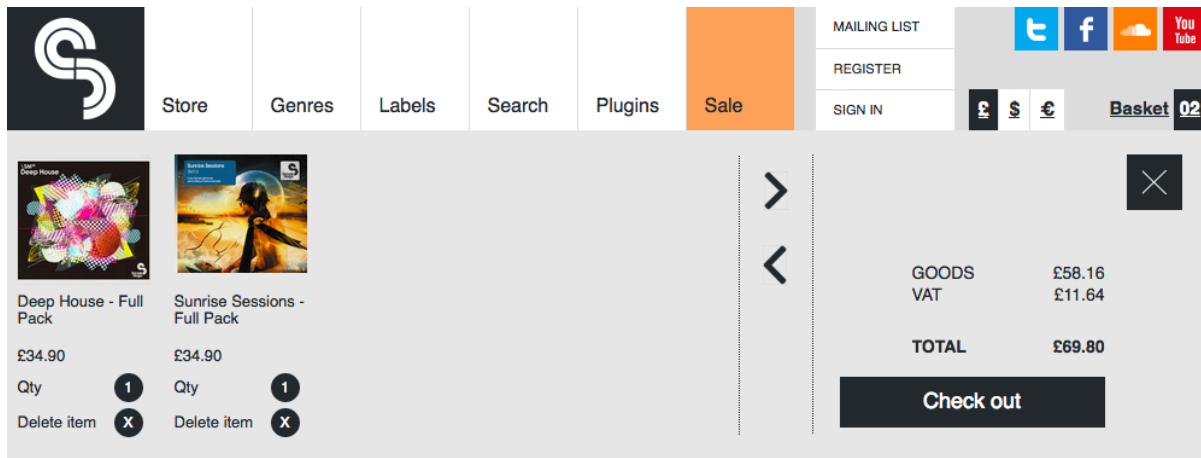 MAILING LIST
You
Tube
REGISTER
Store
Genres
Labels
Search
Plugins
Sale
SIGN IN
£
$
€
Basket 02
Deep House
Sunrise Sessions
GOODS £58.16
VAT £11.64
TOTAL £69.80
Check out
Deep House - Full
Pack
£34.90
Qty 1
Delete item X
Sunrise Sessions -
Full Pack
£34.90
Qty 1
Delete item X